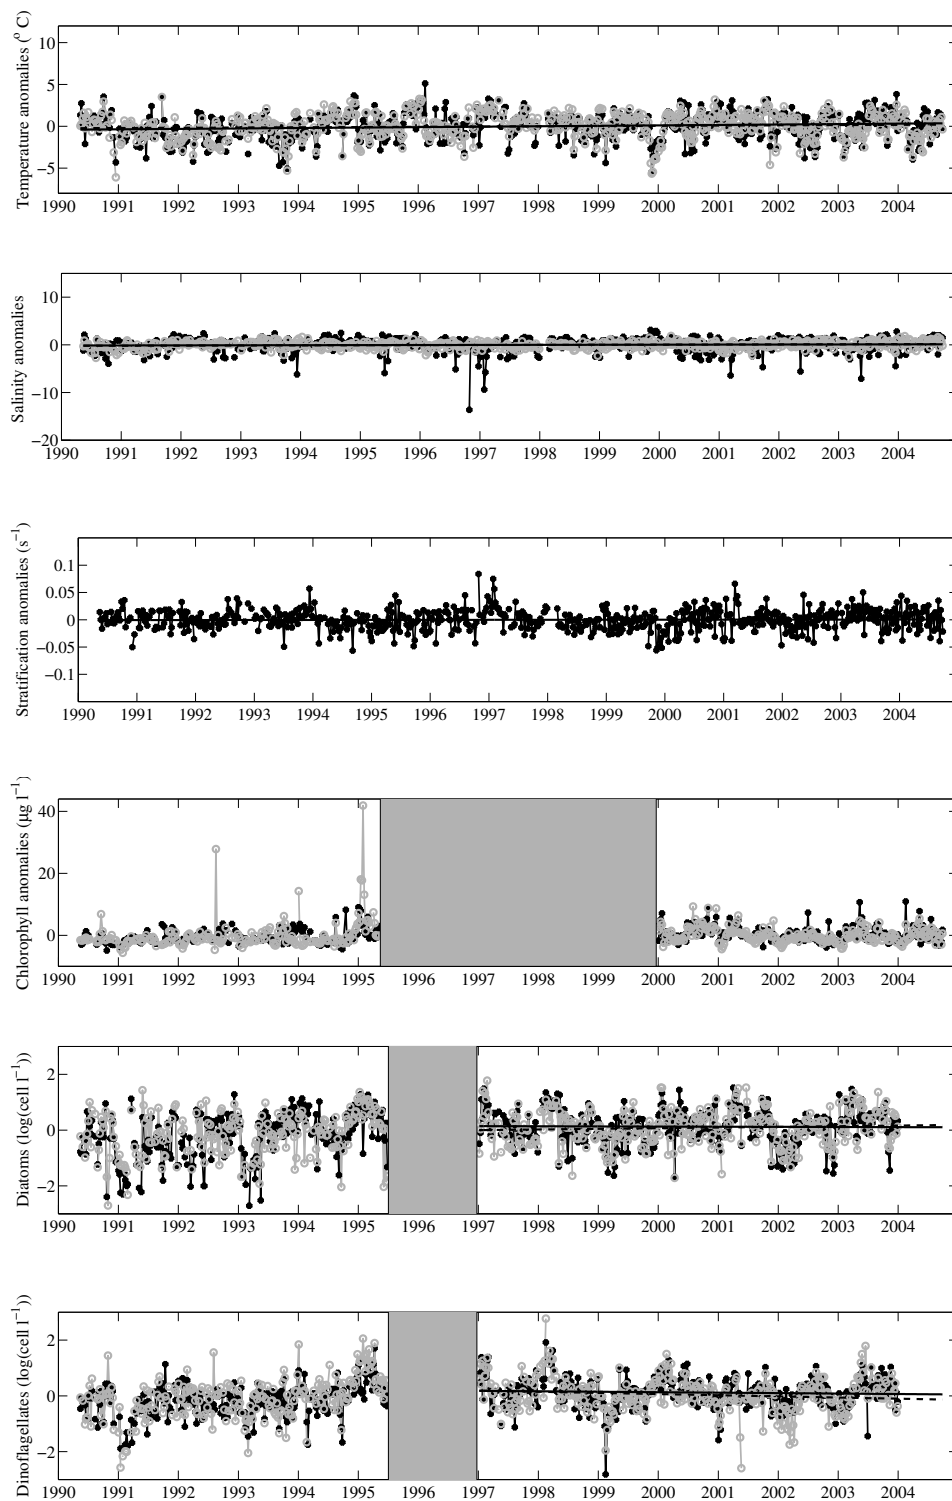 Temperature anomalies (° C)
10
5
0
−5
1990 1991 1992 1993 1994 1995 1996 1997 1998 1999 2000 2001 2002 2003 2004
Salinity anomalies
10
0
−10
−20
1990 1991 1992 1993 1994 1995 1996 1997 1998 1999 2000 2001 2002 2003 2004
Stratification anomalies (s⁻¹)
0.1
0.05
0
−0.05
−0.1
1990 1991 1992 1993 1994 1995 1996 1997 1998 1999 2000 2001 2002 2003 2004
Chlorophyll anomalies (µg l⁻¹)
40
20
0
1990 1991 1992 1993 1994 1995 1996 1997 1998 1999 2000 2001 2002 2003 2004
Diatoms (log(cell l⁻¹))
2
0
−2
1990 1991 1992 1993 1994 1995 1996 1997 1998 1999 2000 2001 2002 2003 2004
Dinoflagellates (log(cell l⁻¹))
2
0
−2
1990 1991 1992 1993 1994 1995 1996 1997 1998 1999 2000 2001 2002 2003 2004